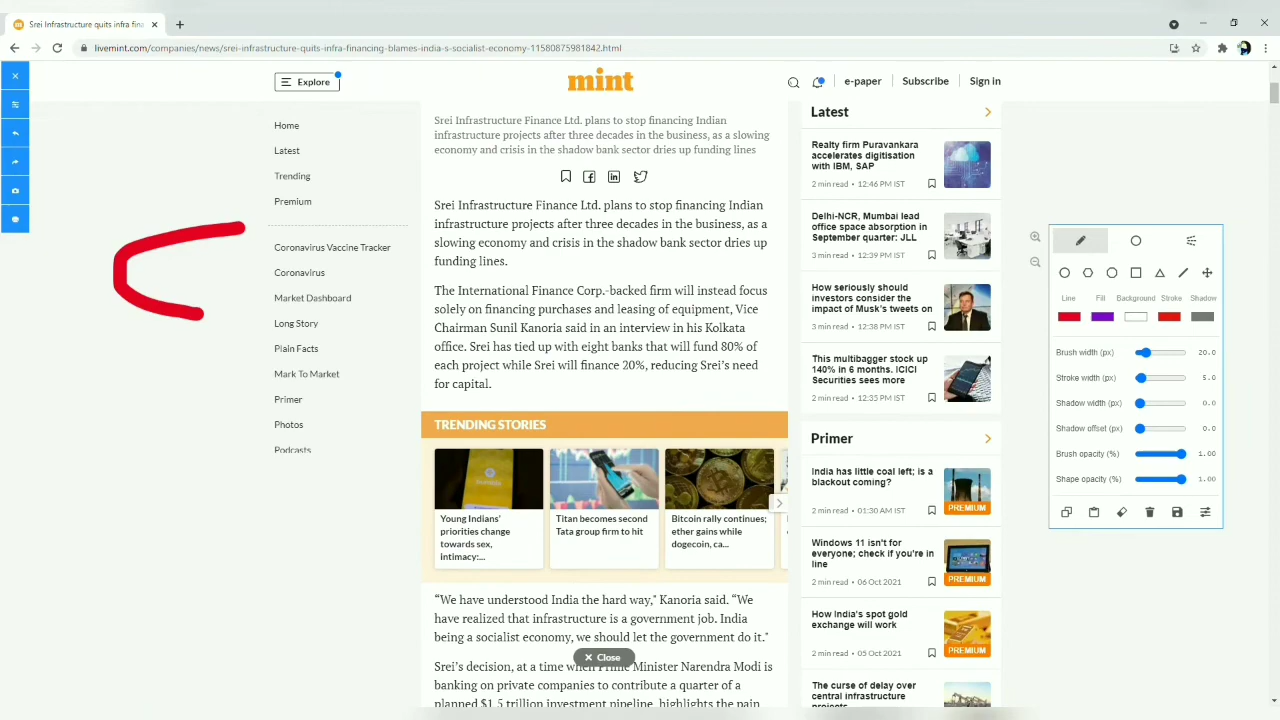 Srei Infrastructure quits infra fina
livemint.com/companies/news/srei-infrastructure-quits-infra-financing-blames-india-s-socialist-economy-11580875981842.html
Explore
mint
e-paper
Subscribe
Sign in
Home
Latest
Trending
Premium
Coronavirus Vaccine Tracker
Coronavirus
Market Dashboard
Long Story
Plain Facts
Mark To Market
Primer
Photos
Podcasts
Srei Infrastructure Finance Ltd. plans to stop financing Indian
infrastructure projects after three decades in the business, as a slowing
economy and crisis in the shadow bank sector dries up funding lines
Srei Infrastructure Finance Ltd. plans to stop financing Indian
infrastructure projects after three decades in the business, as a
slowing economy and crisis in the shadow bank sector dries up
funding lines.
The International Finance Corp.-backed firm will instead focus
solely on financing purchases and leasing of equipment, Vice
Chairman Sunil Kanoria said in an interview in his Kolkata
office. Srei has tied up with eight banks that will fund 80% of
each project while Srei will finance 20%, reducing Srei's need
for capital.
TRENDING STORIES
Young Indians'
priorities change
towards sex,
intimacy:...
Titan becomes second
Tata group firm to hit
Bitcoin rally continues;
ether gains while
dogecoin, ca...
“We have understood India the hard way," Kanoria said. “We
have realized that infrastructure is a government job. India
being a socialist economy, we should let the government do it."
Close
Srei's decision, at a time when Prime Minister Narendra Modi is
banking on private companies to contribute a quarter of a
planned $1.5 trillion investment pipeline, highlights the pain
Latest
Realty firm Puravankara
accelerates digitisation
with IBM, SAP
2 min read • 12:46 PM IST
Delhi-NCR, Mumbai lead
office space absorption in
September quarter: JLL
3 min read • 12:39 PM IST
How seriously should
investors consider the
impact of Musk's tweets on
3 min read • 12:38 PM IST
This multibagger stock up
140% in 6 months. ICICI
Securities sees more
2 min read • 12:35 PM IST
Primer
India has little coal left; is a
blackout coming?
2 min read • 01:30 AM IST
PREMIUM
Windows 11 isn't for
everyone; check if you're in
line
2 min read • 06 Oct 2021
PREMIUM
How India's spot gold
exchange will work
2 min read • 05 Oct 2021
PREMIUM
The curse of delay over
central infrastructure
projects
Line Fill Background Stroke Shadow
Brush width (px) 20.0
Stroke width (px) 5.0
Shadow width (px) 0.0
Shadow offset (px) 0.0
Brush opacity (%) 1.00
Shape opacity (%) 1.00